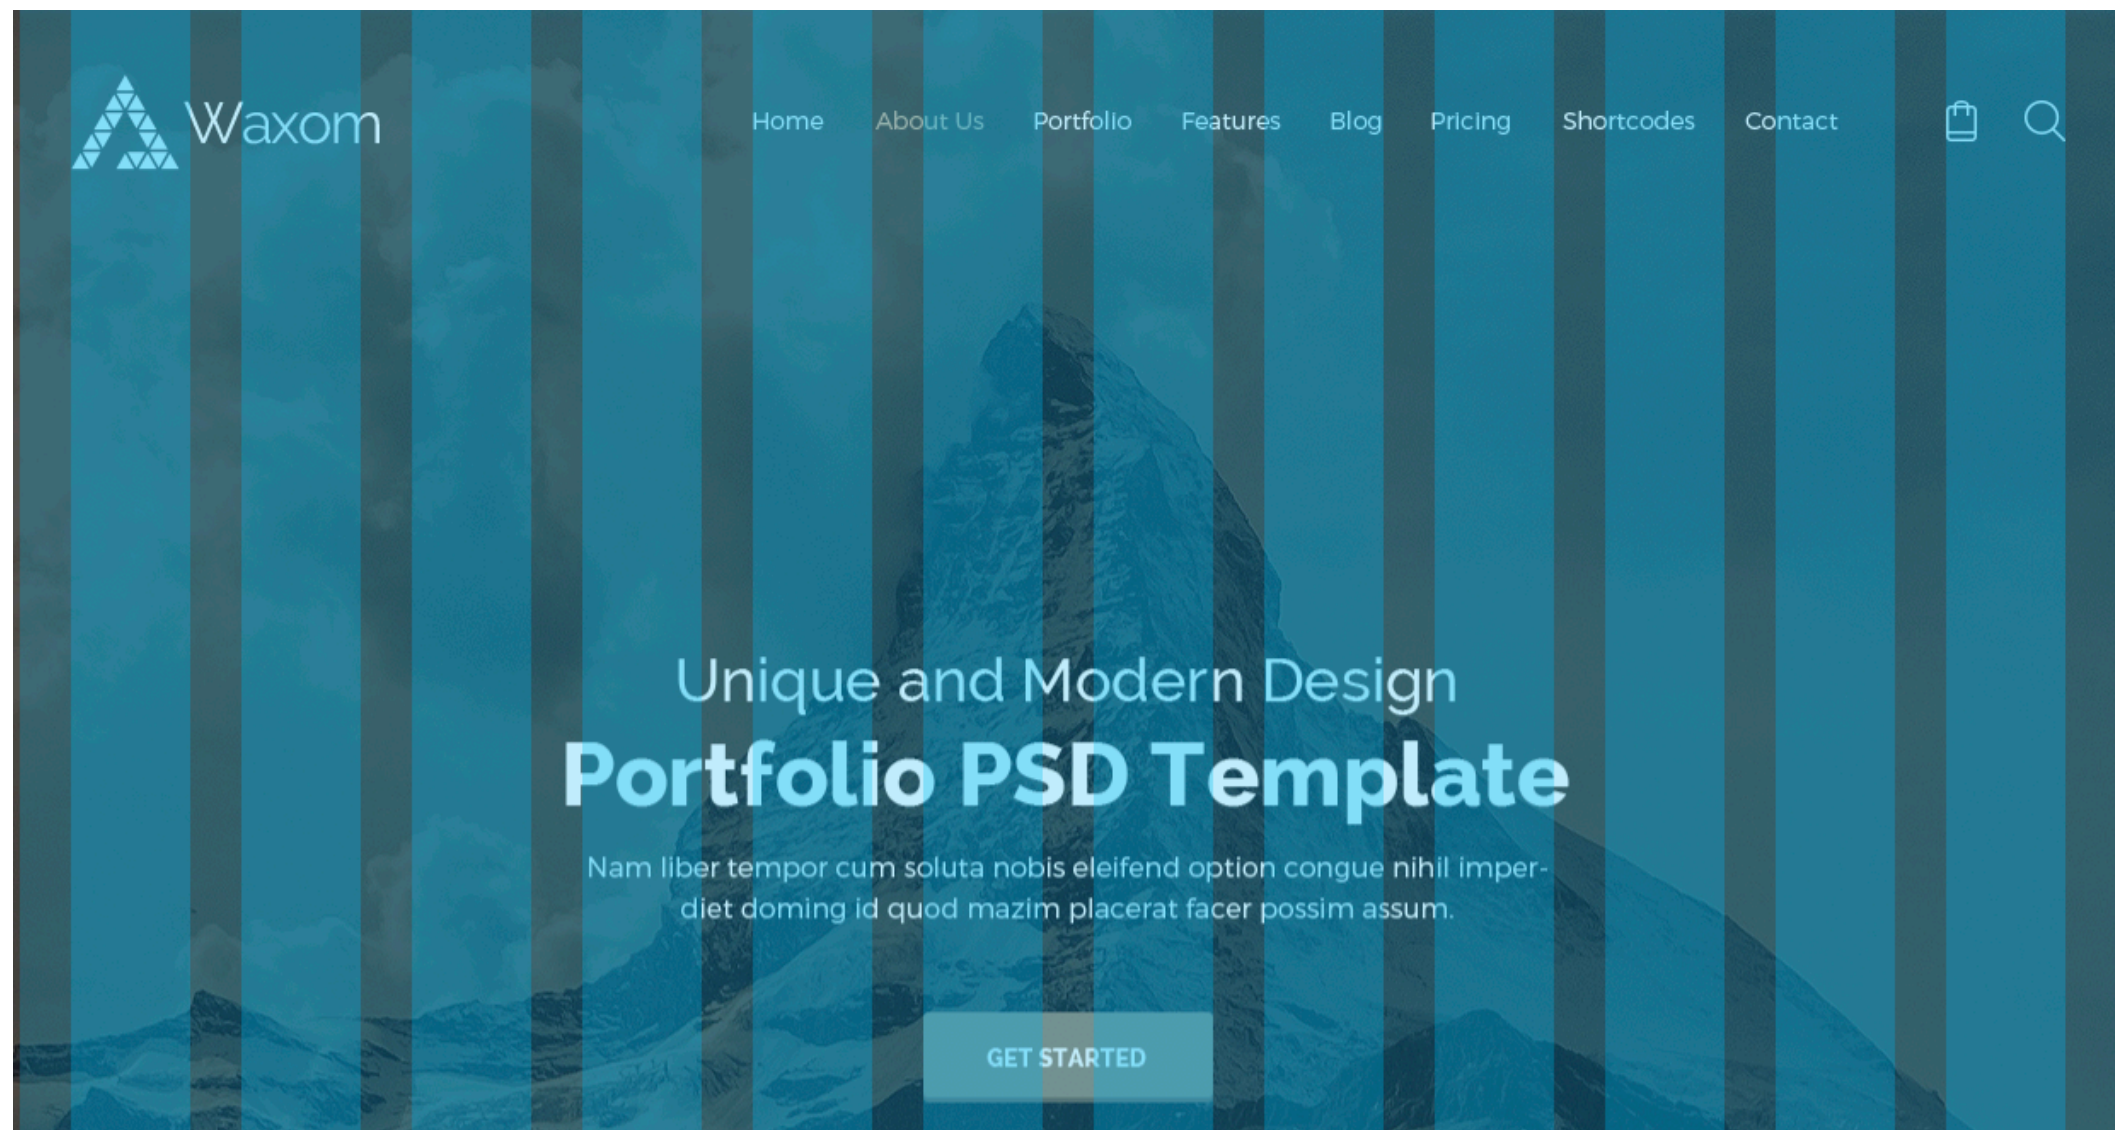 Waxom
Home About Us Portfolio Features Blog Pricing Shortcodes Contact
Unique and Modern Design
Portfolio PSD Template
Nam liber tempor cum soluta nobis eleifend option congue nihil imper-
diet doming id quod mazim placerat facer possim assum.
GET STARTED